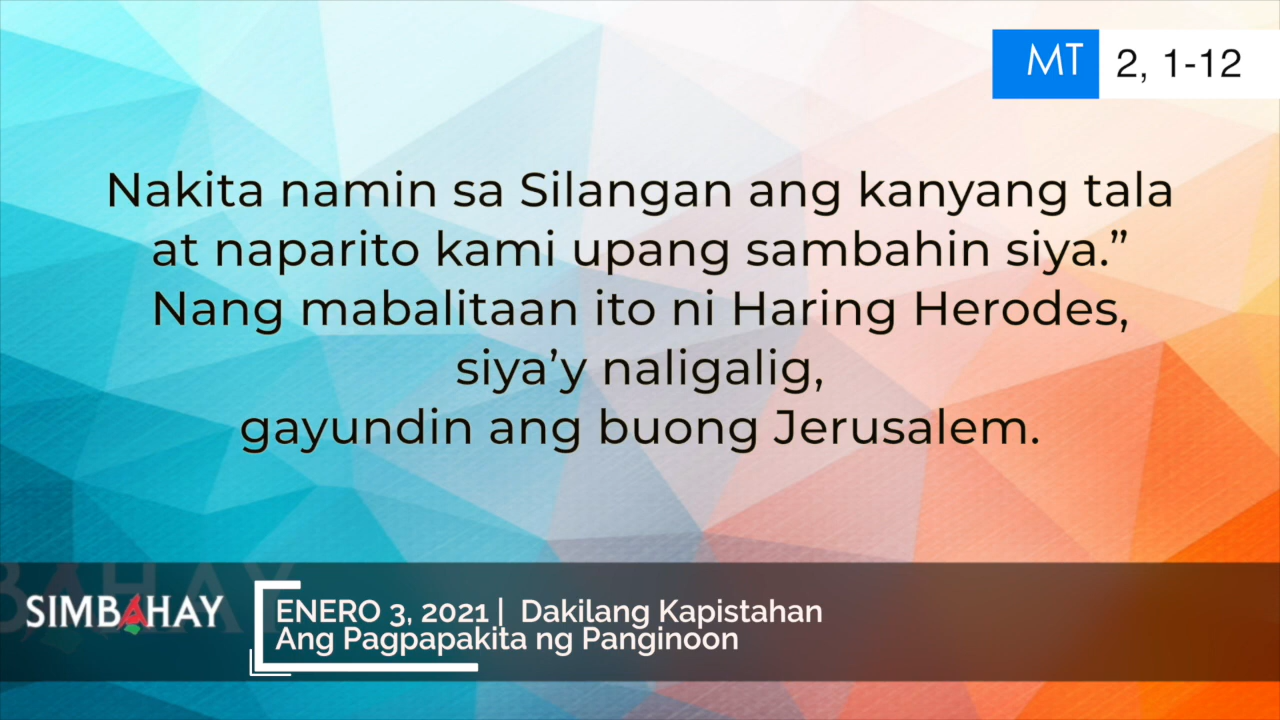 MT 2, 1-12
Nakita namin sa Silangan ang kanyang tala
at naparito kami upang sambahin siya.”
Nang mabalitaan ito ni Haring Herodes,
siya’y naligalig,
gayundin ang buong Jerusalem.
SIMBAHAY
ENERO 3, 2021 | Dakilang Kapistahan
Ang Pagpapakita ng Panginoon